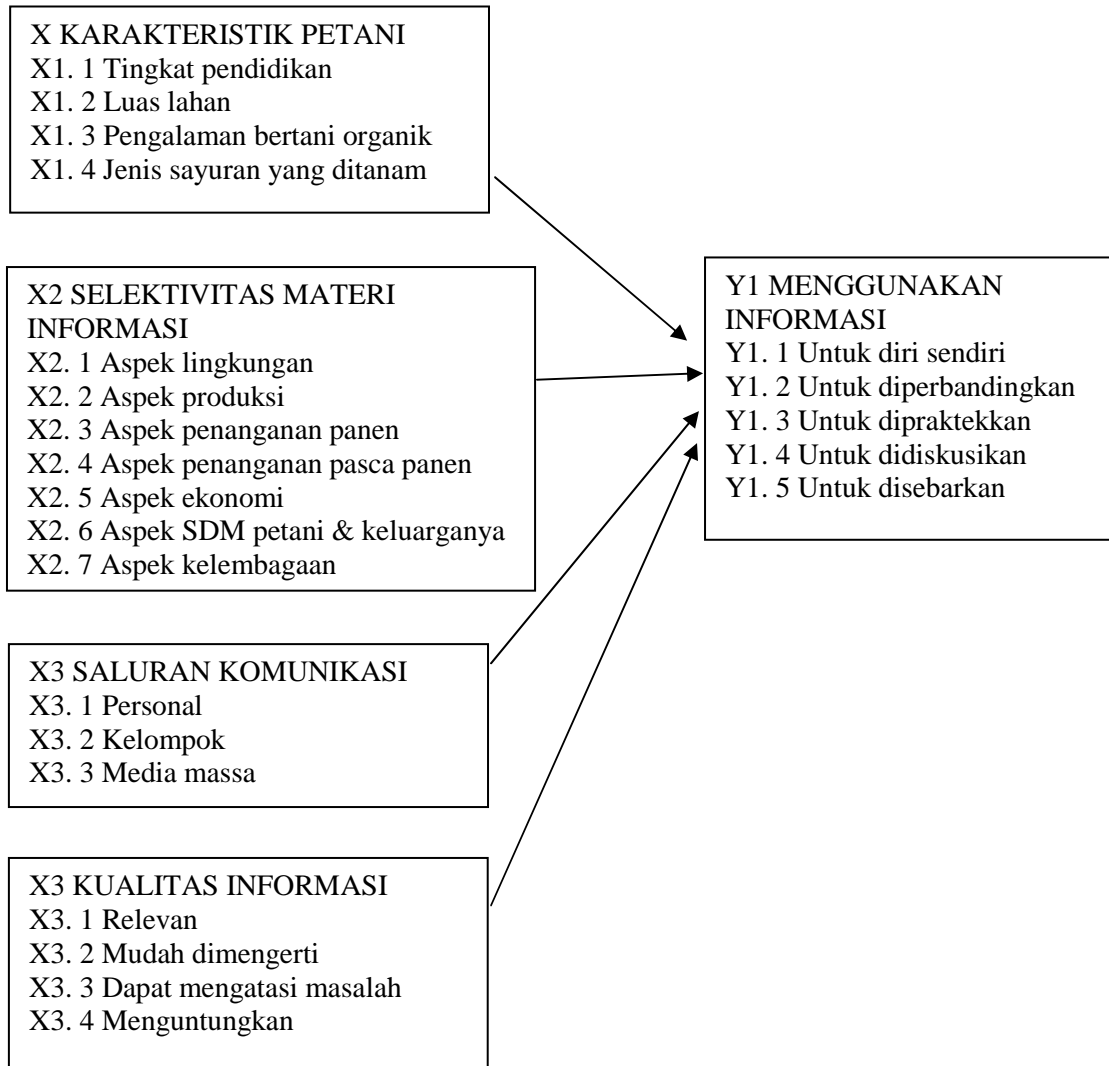 X KARAKTERISTIK PETANI
X1. 1 Tingkat pendidikan
X1. 2 Luas lahan
X1. 3 Pengalaman bertani organik
X1. 4 Jenis sayuran yang ditanam
X2 SELEKTIVITAS MATERI
INFORMASI
X2. 1 Aspek lingkungan
X2. 2 Aspek produksi
X2. 3 Aspek penanganan panen
X2. 4 Aspek penanganan pasca panen
X2. 5 Aspek ekonomi
X2. 6 Aspek SDM petani & keluarganya
X2. 7 Aspek kelembagaan
Y1 MENGGUNAKAN
INFORMASI
Y1. 1 Untuk diri sendiri
Y1. 2 Untuk diperbandingkan
Y1. 3 Untuk dipraktekkan
Y1. 4 Untuk didiskusikan
Y1. 5 Untuk disebarkan
X3 SALURAN KOMUNIKASI
X3. 1 Personal
X3. 2 Kelompok
X3. 3 Media massa
X3 KUALITAS INFORMASI
X3. 1 Relevan
X3. 2 Mudah dimengerti
X3. 3 Dapat mengatasi masalah
X3. 4 Menguntungkan